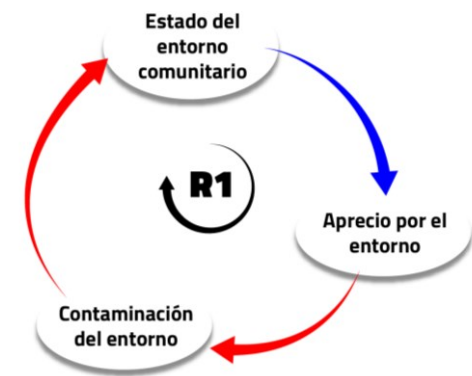 Estado del
entorno
comunitario
R1
Aprecio por el
entorno
Contaminación
del entorno